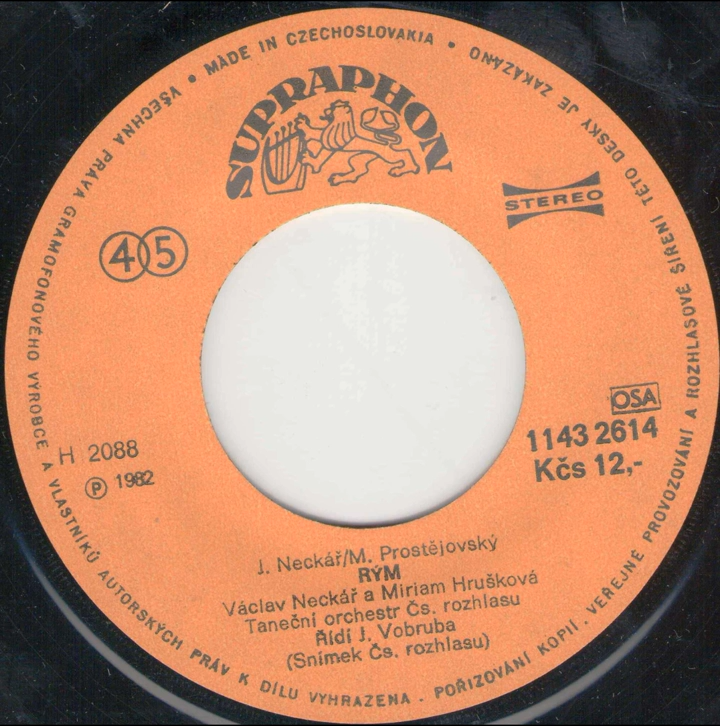 MADE IN CZECHOSLOVAKIA • VŠECHNA PRÁVA GRAMOFONOVÉHO VÝROBCE A VLASTNÍKŮ AUTORSKÝCH PRÁV K DÍLU VYHRAZENA . POŘIZOVÁNÍ KOPIÍ . VEŘEJNÉ PROVOZOVÁNÍ A ROZHLASOVÉ ŠÍŘENÍ TÉTO DESKY JE ZAKÁZÁNO •
SUPRAPHON
STEREO
45
OSA
H 2088
1143 2614
Ⓟ 1982
Kčs 12,-
J. Neckář/M. Prostějovský
RÝM
Václav Neckář a Miriam Hrušková
Taneční orchestr Čs. rozhlasu
Řídí J. Vobruba
(Snímek Čs. rozhlasu)